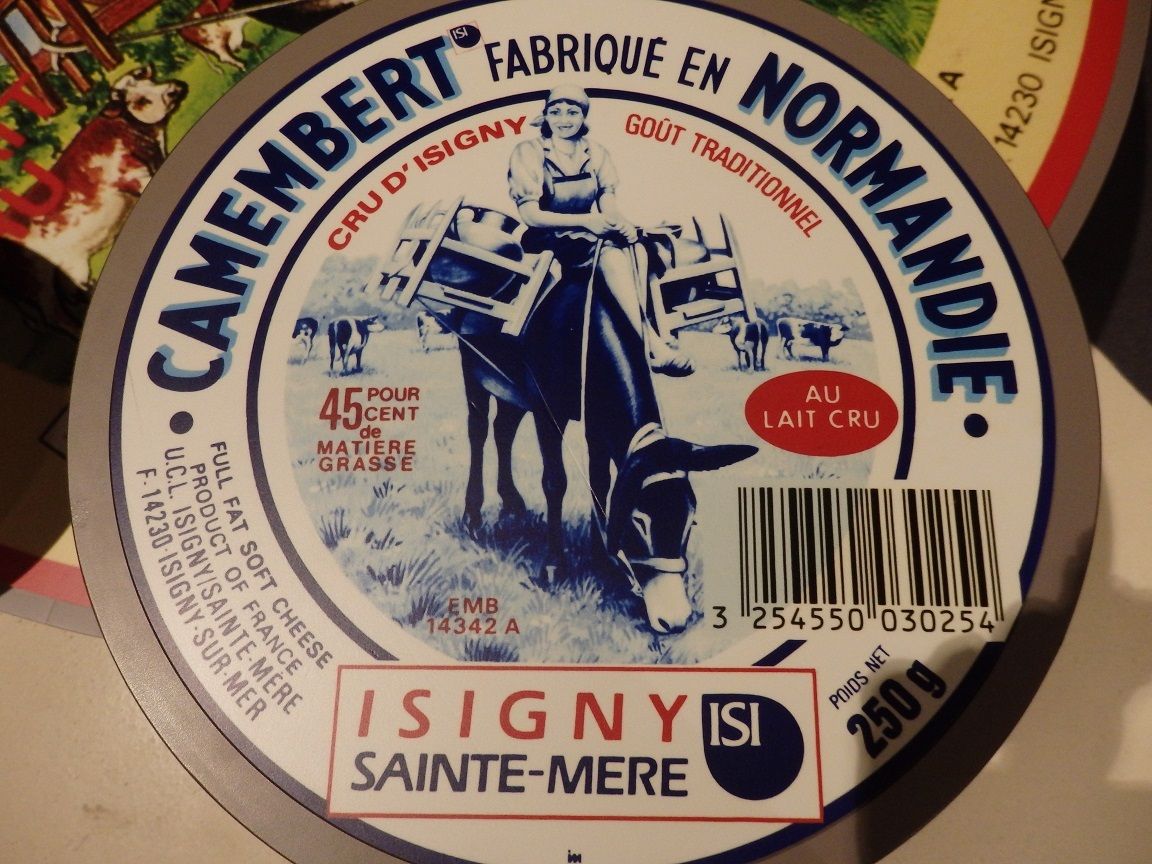 CAMEMBERT FABRIQUÉ EN NORMANDIE
ISI
CRU D'ISIGNY
GOÛT TRADITIONNEL
45 POUR
CENT
de
MATIERE
GRASSE
AU
LAIT CRU
FULL FAT SOFT CHEESE
PRODUCT OF FRANCE
U.C.L. ISIGNY/SAINTE-MÈRE
F.14230·ISIGNY·SUR·MER
EMB
14342 A
3 254550 030254
POIDS NET
250 g
ISIGNY
SAINTE-MERE
ISI
A
14230 ISIGN